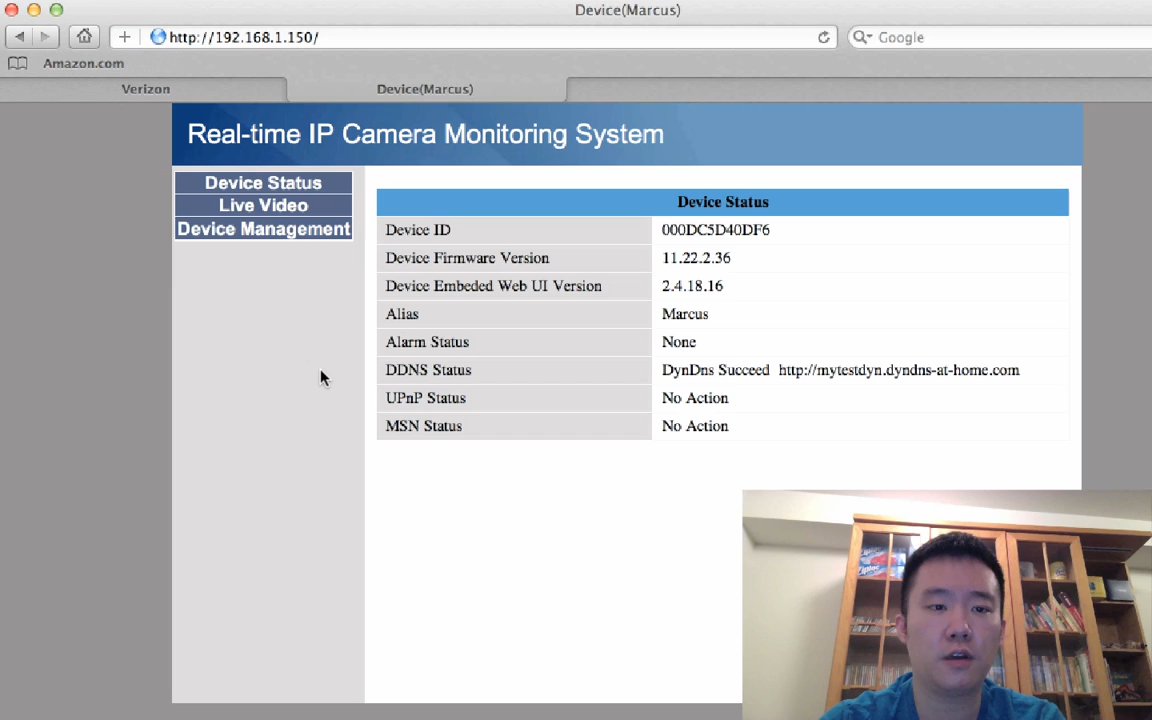 Device(Marcus)
http://192.168.1.150/
Google
Amazon.com
Verizon
Device(Marcus)
Real-time IP Camera Monitoring System
Device Status
Live Video
Device Management
Device Status
Device ID 000DC5D40DF6
Device Firmware Version 11.22.2.36
Device Embeded Web UI Version 2.4.18.16
Alias Marcus
Alarm Status None
DDNS Status DynDns Succeed http://mytestdyn.dyndns-at-home.com
UPnP Status No Action
MSN Status No Action
Ziploc